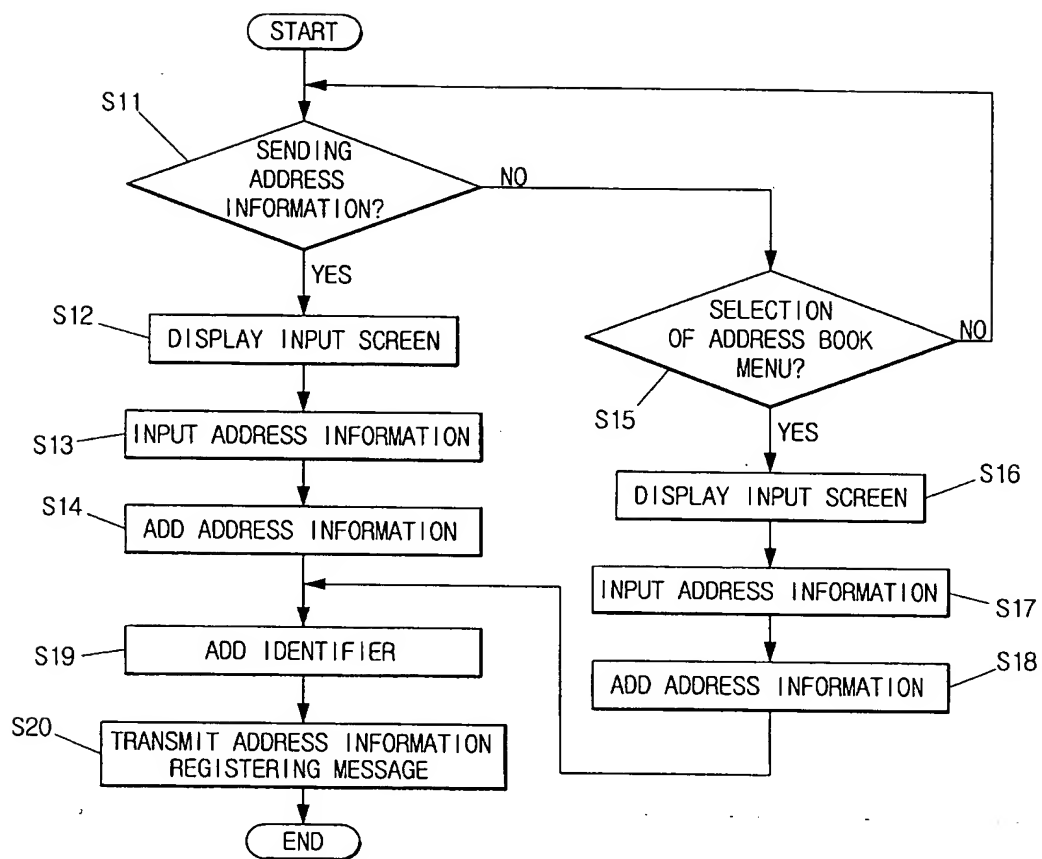 START
S11
SENDING
ADDRESS
INFORMATION?
NO
YES
S12
DISPLAY INPUT SCREEN
SELECTION
OF ADDRESS BOOK
MENU?
NO
S15
YES
S13
INPUT ADDRESS INFORMATION
DISPLAY INPUT SCREEN
S16
S14
ADD ADDRESS INFORMATION
INPUT ADDRESS INFORMATION
S17
S19
ADD IDENTIFIER
ADD ADDRESS INFORMATION
S18
S20
TRANSMIT ADDRESS INFORMATION
REGISTERING MESSAGE
END